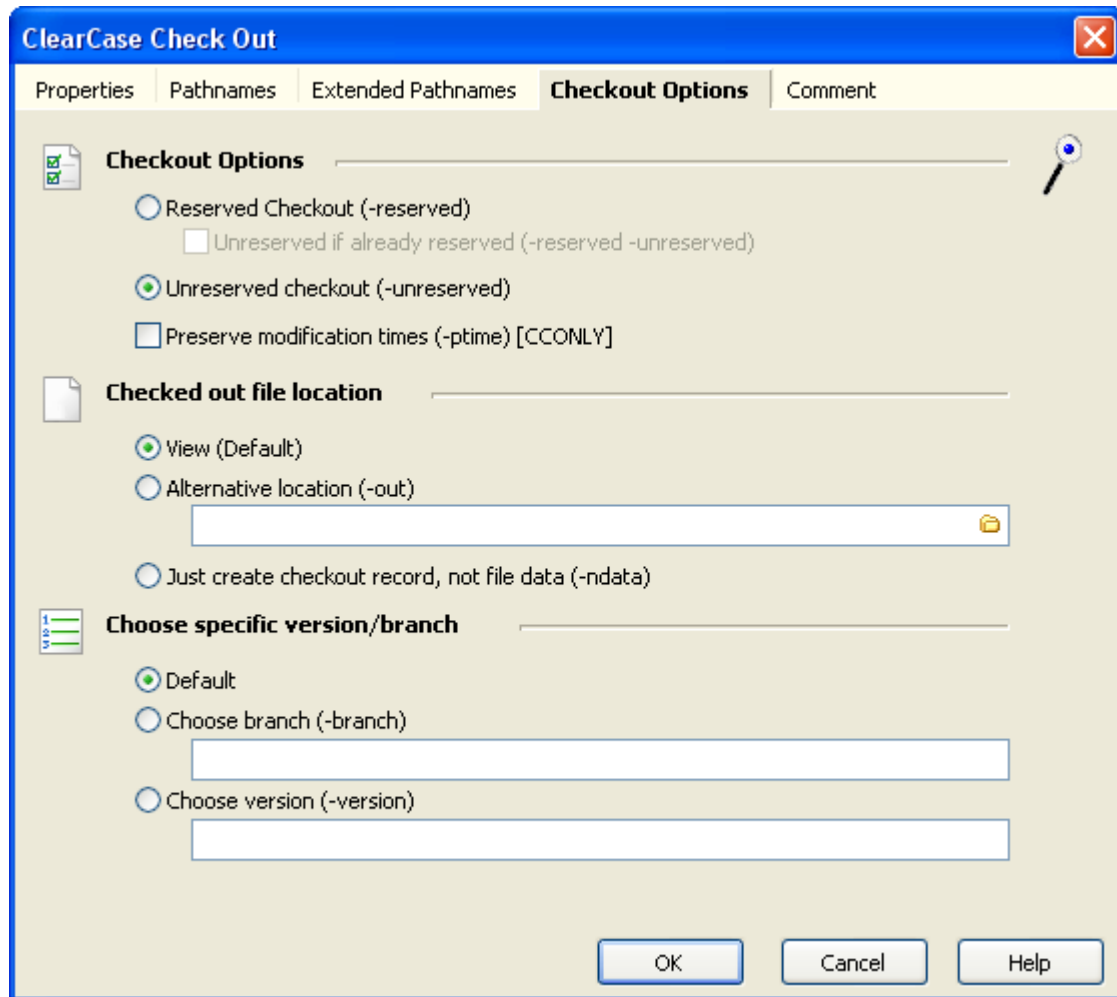 ClearCase Check Out
Properties Pathnames Extended Pathnames Checkout Options Comment
Checkout Options
Reserved Checkout (-reserved)
Unreserved if already reserved (-reserved -unreserved)
Unreserved checkout (-unreserved)
Preserve modification times (-ptime) [CCONLY]
Checked out file location
View (Default)
Alternative location (-out)
Just create checkout record, not file data (-ndata)
1
2
3
Choose specific version/branch
Default
Choose branch (-branch)
Choose version (-version)
OK Cancel Help